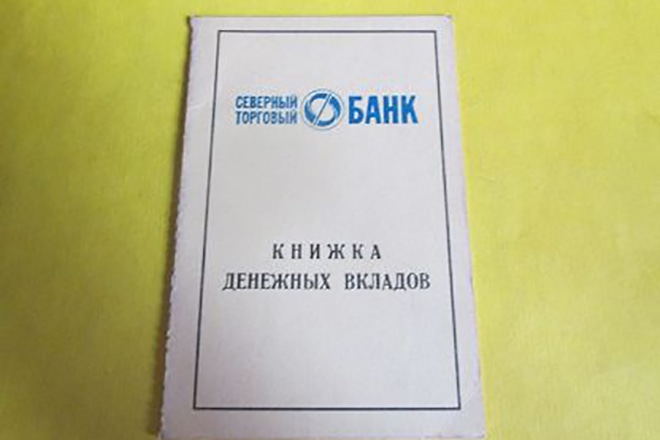 СЕВЕРНЫЙ
ТОРГОВЫЙ БАНК
КНИЖКА
ДЕНЕЖНЫХ ВКЛАДОВ